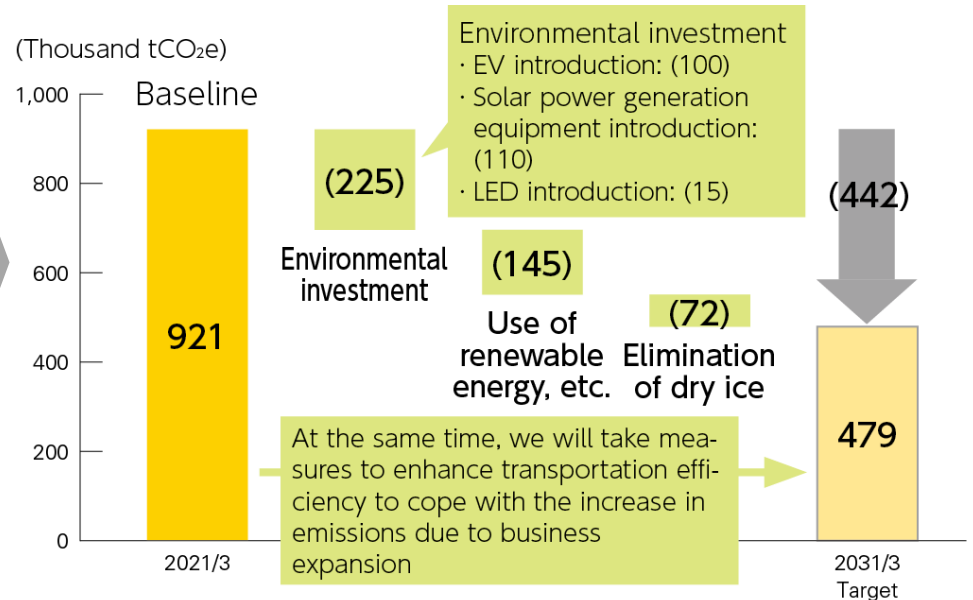 (Thousand tCO₂e)
1,000
800
600
400
200
0
Baseline
921
2021/3
(225)
Environmental
investment
Environmental investment
· EV introduction: (100)
· Solar power generation
equipment introduction:
(110)
· LED introduction: (15)
(145)
Use of
renewable
energy, etc.
(72)
Elimination
of dry ice
At the same time, we will take mea-
sures to enhance transportation effi-
ciency to cope with the increase in
emissions due to business
expansion
(442)
479
2031/3
Target